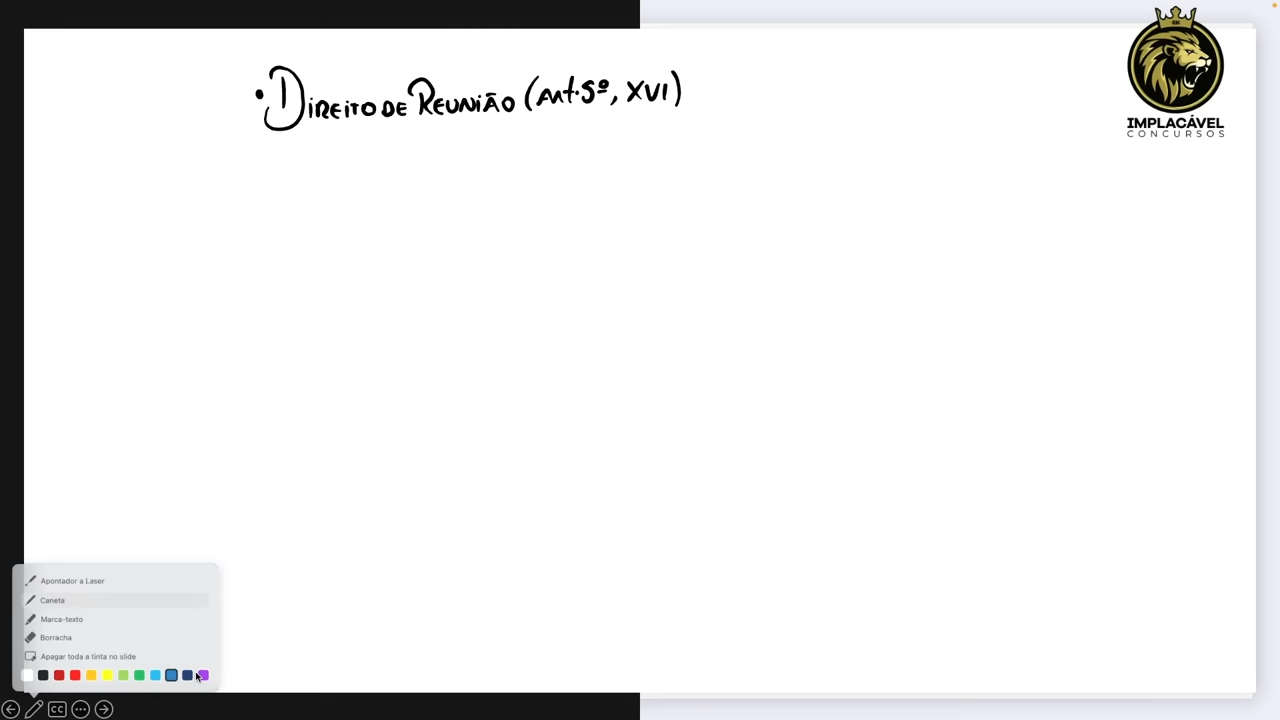 • DIREITO DE REUNIÃO (Art. 5º, XVI)
IMPLACÁVEL
CONCURSOS
Apontador a Laser
Caneta
Marca-texto
Borracha
Apagar toda a tinta no slide
CC